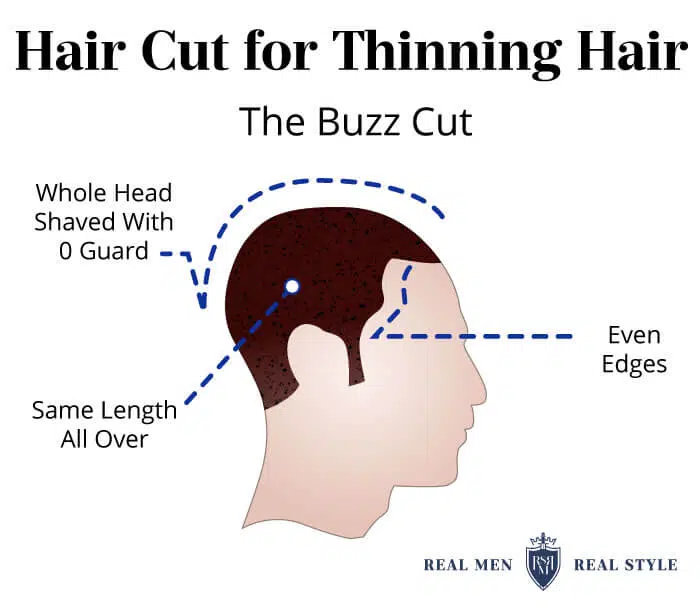 Hair Cut for Thinning Hair
The Buzz Cut
Whole Head
Shaved With
0 Guard
Even
Edges
Same Length
All Over
REAL MEN REAL STYLE